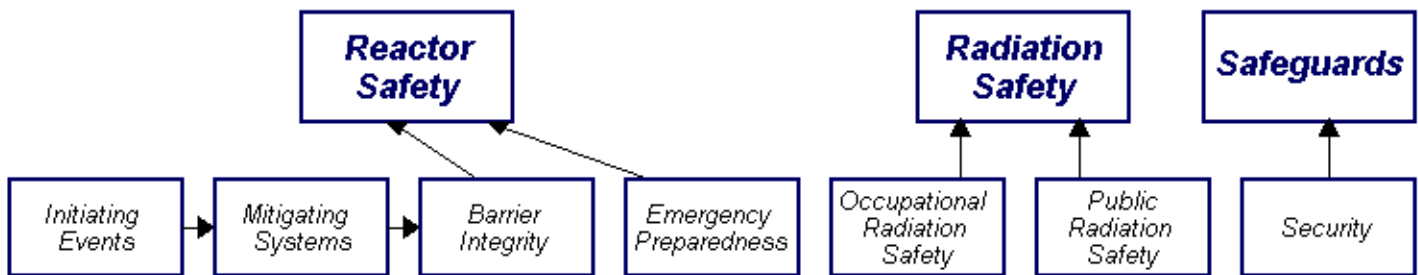 Reactor
Safety
Radiation
Safety
Safeguards
Initiating
Events
Mitigating
Systems
Barrier
Integrity
Emergency
Preparedness
Occupational
Radiation
Safety
Public
Radiation
Safety
Security